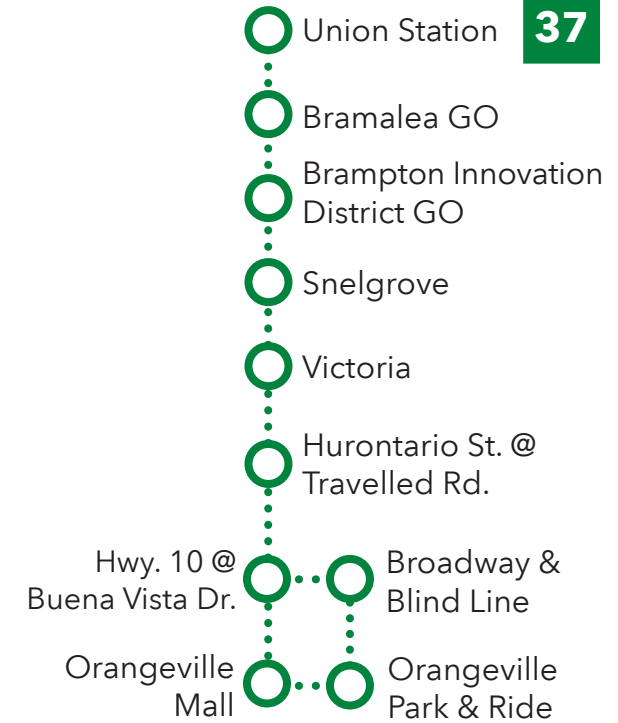 Union Station
37
Bramalea GO
Brampton Innovation
District GO
Snelgrove
Victoria
Hurontario St. @
Travelled Rd.
Hwy. 10 @
Buena Vista Dr.
Broadway &
Blind Line
Orangeville
Mall
Orangeville
Park & Ride